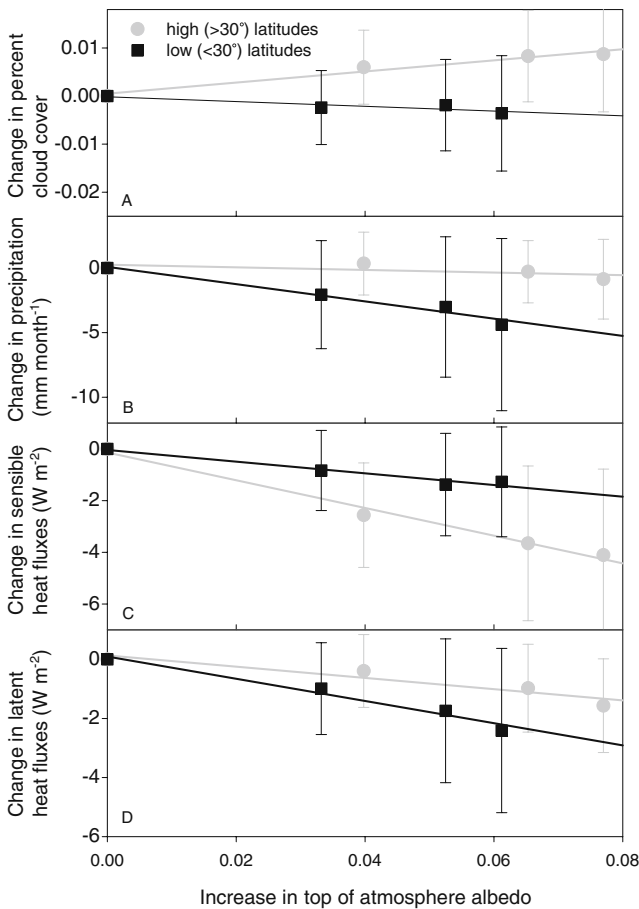 high (>30°) latitudes
low (<30°) latitudes
Change in percent
cloud cover
0.01
0.00
-0.01
-0.02
A
Change in precipitation
(mm month⁻¹)
0
-5
-10
B
Change in sensible
heat fluxes (W m⁻²)
0
-2
-4
-6
C
Change in latent
heat fluxes (W m⁻²)
0
-2
-4
-6
D
0.00 0.02 0.04 0.06 0.08
Increase in top of atmosphere albedo